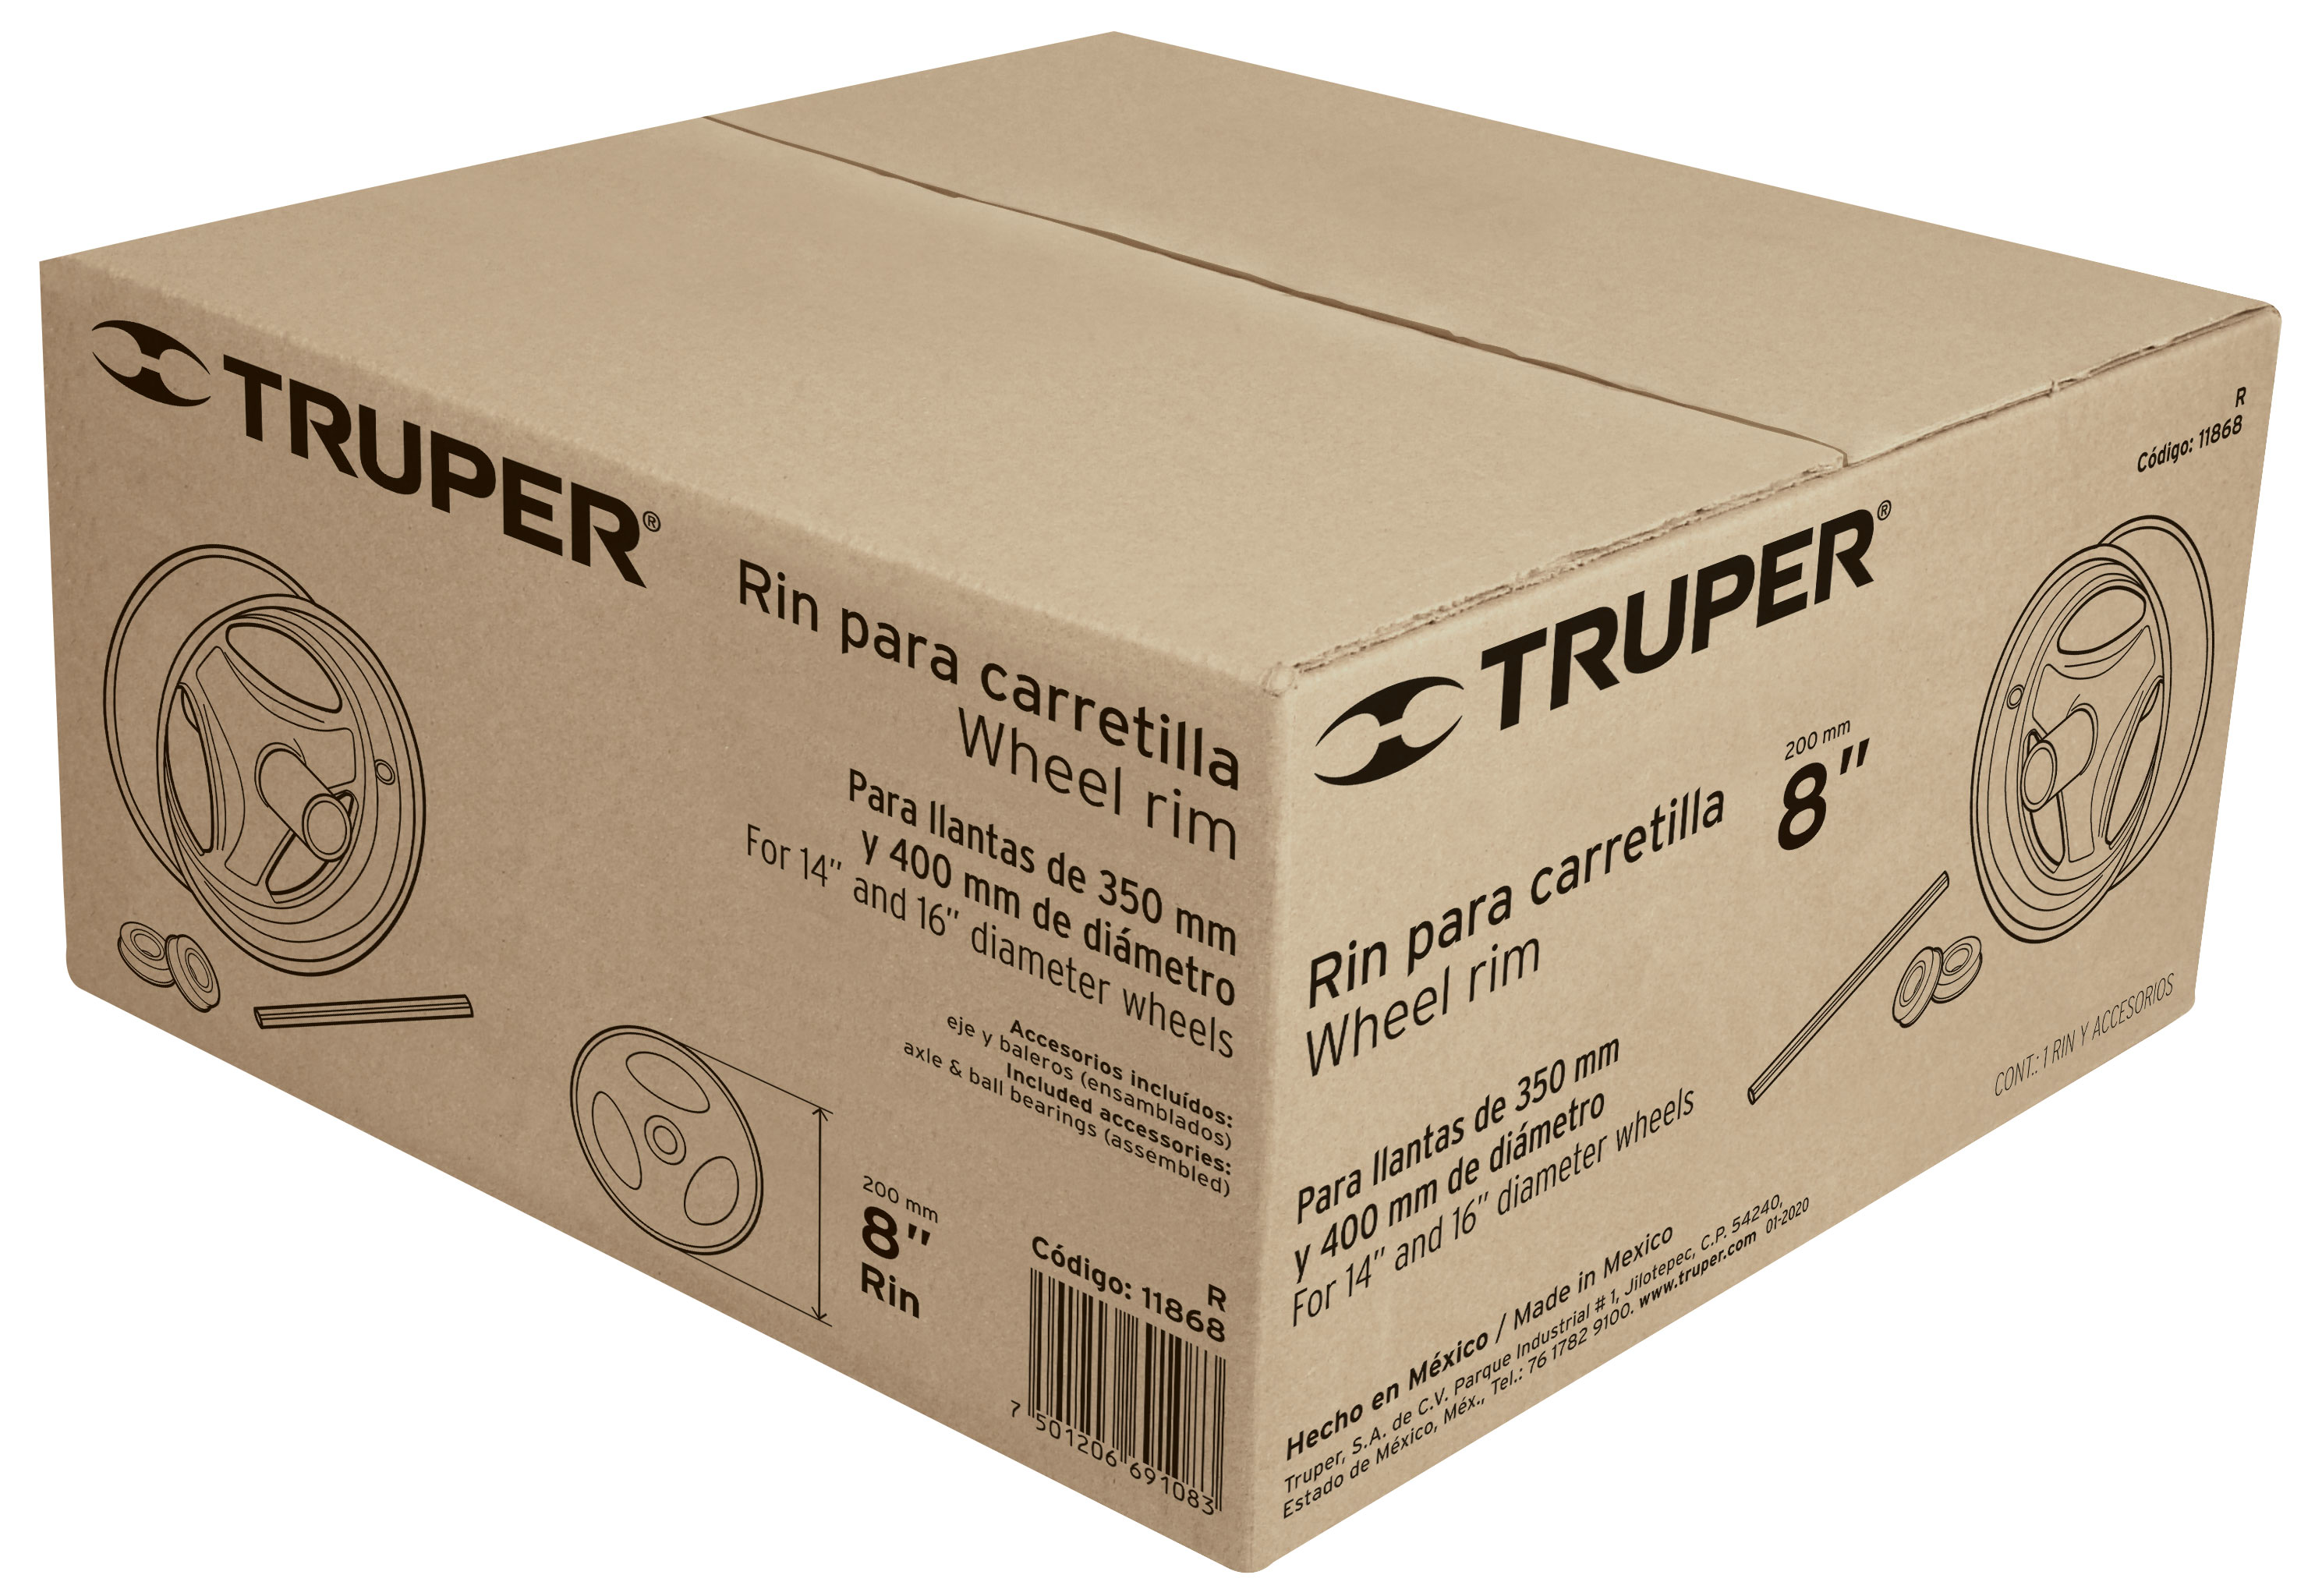 TRUPER®
Rin para carretilla
Wheel rim
Para llantas de 350 mm
y 400 mm de diámetro
For 14" and 16" diameter wheels
Accesorios incluídos:
eje y baleros (ensamblados)
Included accessories:
axle & ball bearings (assembled)
200 mm
8"
Rin
R
Código: 11868
7 501206 691083
R
Código: 11868
TRUPER®
200 mm
8"
Rin para carretilla
Wheel rim
Para llantas de 350 mm
y 400 mm de diámetro
For 14" and 16" diameter wheels
CONT.: 1 RIN Y ACCESORIOS
Hecho en México / Made in Mexico
Truper, S.A. de C.V. Parque Industrial # 1, Jilotepec, C.P. 54240,
Estado de México, Méx., Tel.: 76 1782 9100. www.truper.com 01-2020